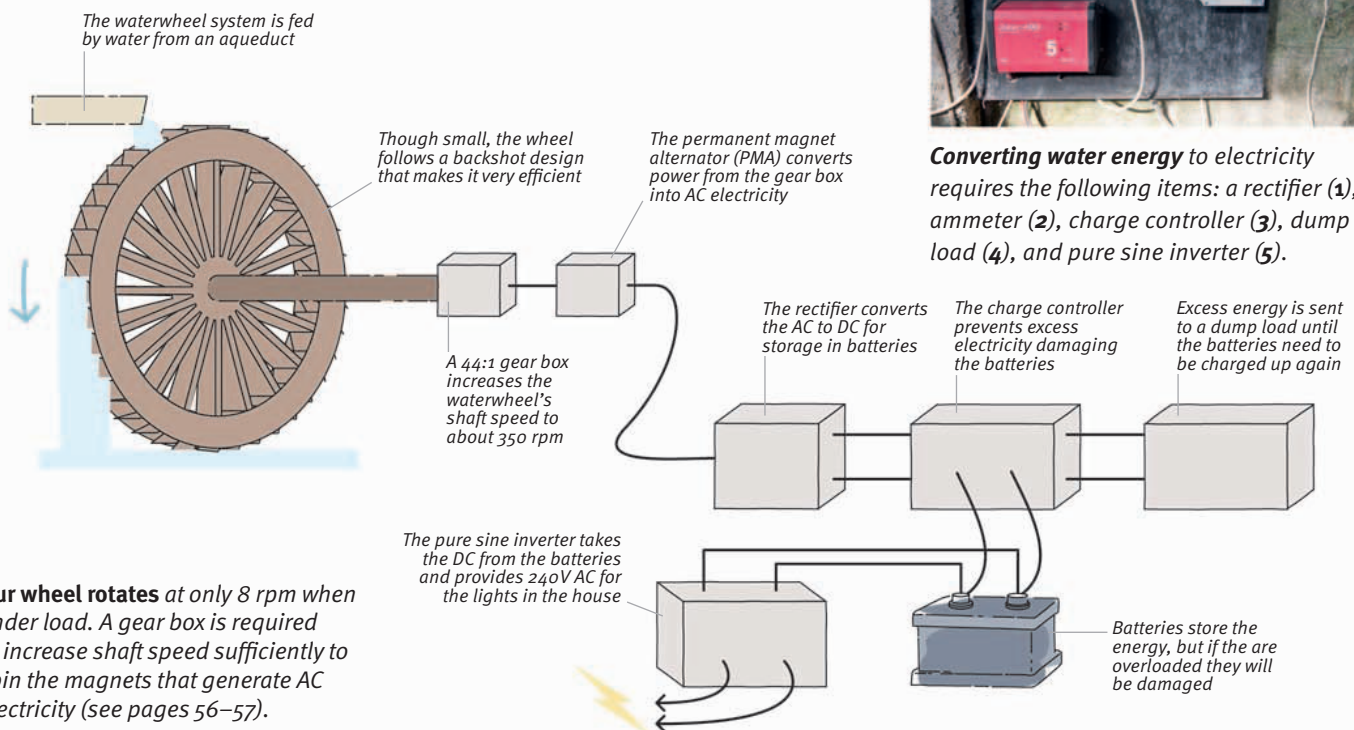 The waterwheel system is fed
by water from an aqueduct
Though small, the wheel
follows a backshot design
that makes it very efficient
The permanent magnet
alternator (PMA) converts
power from the gear box
into AC electricity
5
Converting water energy to electricity
requires the following items: a rectifier (1),
ammeter (2), charge controller (3), dump
load (4), and pure sine inverter (5).
A 44:1 gear box
increases the
waterwheel's
shaft speed to
about 350 rpm
The rectifier converts
the AC to DC for
storage in batteries
The charge controller
prevents excess
electricity damaging
the batteries
Excess energy is sent
to a dump load until
the batteries need to
be charged up again
The pure sine inverter takes
the DC from the batteries
and provides 240V AC for
the lights in the house
Batteries store the
energy, but if the are
overloaded they will
be damaged
ur wheel rotates at only 8 rpm when
nder load. A gear box is required
increase shaft speed sufficiently to
in the magnets that generate AC
ectricity (see pages 56–57).